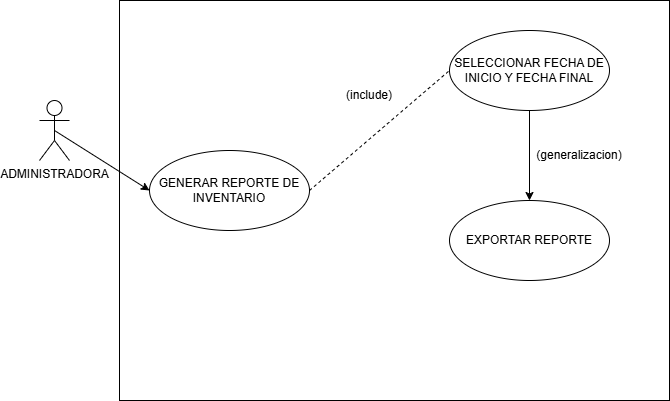 SELECCIONAR FECHA DE
INICIO Y FECHA FINAL
(include)
(generalizacion)
ADMINISTRADORA
GENERAR REPORTE DE
INVENTARIO
EXPORTAR REPORTE